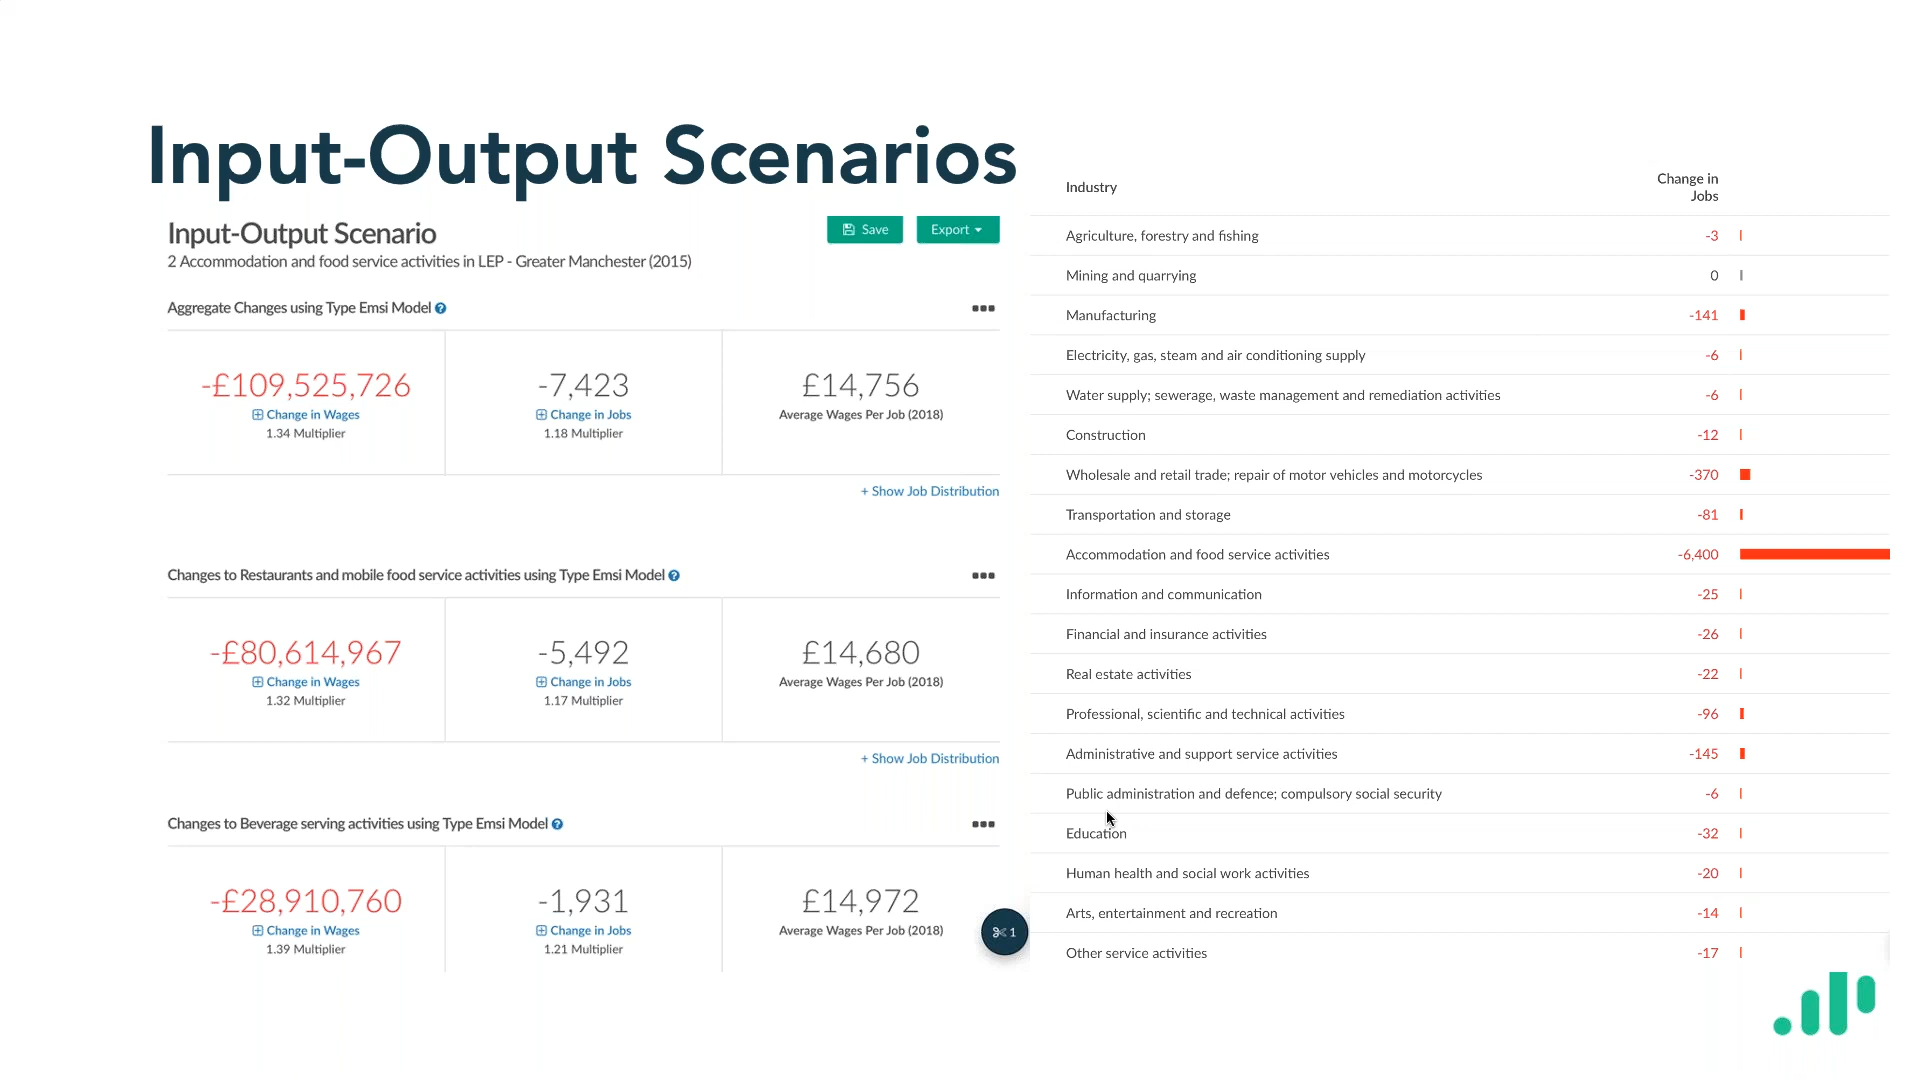 Input-Output Scenarios
Input-Output Scenario
Save
Export
2 Accommodation and food service activities in LEP - Greater Manchester (2015)
Aggregate Changes using Type Emsi Model
-£109,525,726
Change in Wages
1.34 Multiplier
-7,423
Change in Jobs
1.18 Multiplier
£14,756
Average Wages Per Job (2018)
+ Show Job Distribution
Changes to Restaurants and mobile food service activities using Type Emsi Model
-£80,614,967
Change in Wages
1.32 Multiplier
-5,492
Change in Jobs
1.17 Multiplier
£14,680
Average Wages Per Job (2018)
+ Show Job Distribution
Changes to Beverage serving activities using Type Emsi Model
-£28,910,760
Change in Wages
1.39 Multiplier
-1,931
Change in Jobs
1.21 Multiplier
£14,972
Average Wages Per Job (2018)
1
Industry
Change in
Jobs
Agriculture, forestry and fishing -3
Mining and quarrying 0
Manufacturing -141
Electricity, gas, steam and air conditioning supply -6
Water supply; sewerage, waste management and remediation activities -6
Construction -12
Wholesale and retail trade; repair of motor vehicles and motorcycles -370
Transportation and storage -81
Accommodation and food service activities -6,400
Information and communication -25
Financial and insurance activities -26
Real estate activities -22
Professional, scientific and technical activities -96
Administrative and support service activities -145
Public administration and defence; compulsory social security -6
Education -32
Human health and social work activities -20
Arts, entertainment and recreation -14
Other service activities -17